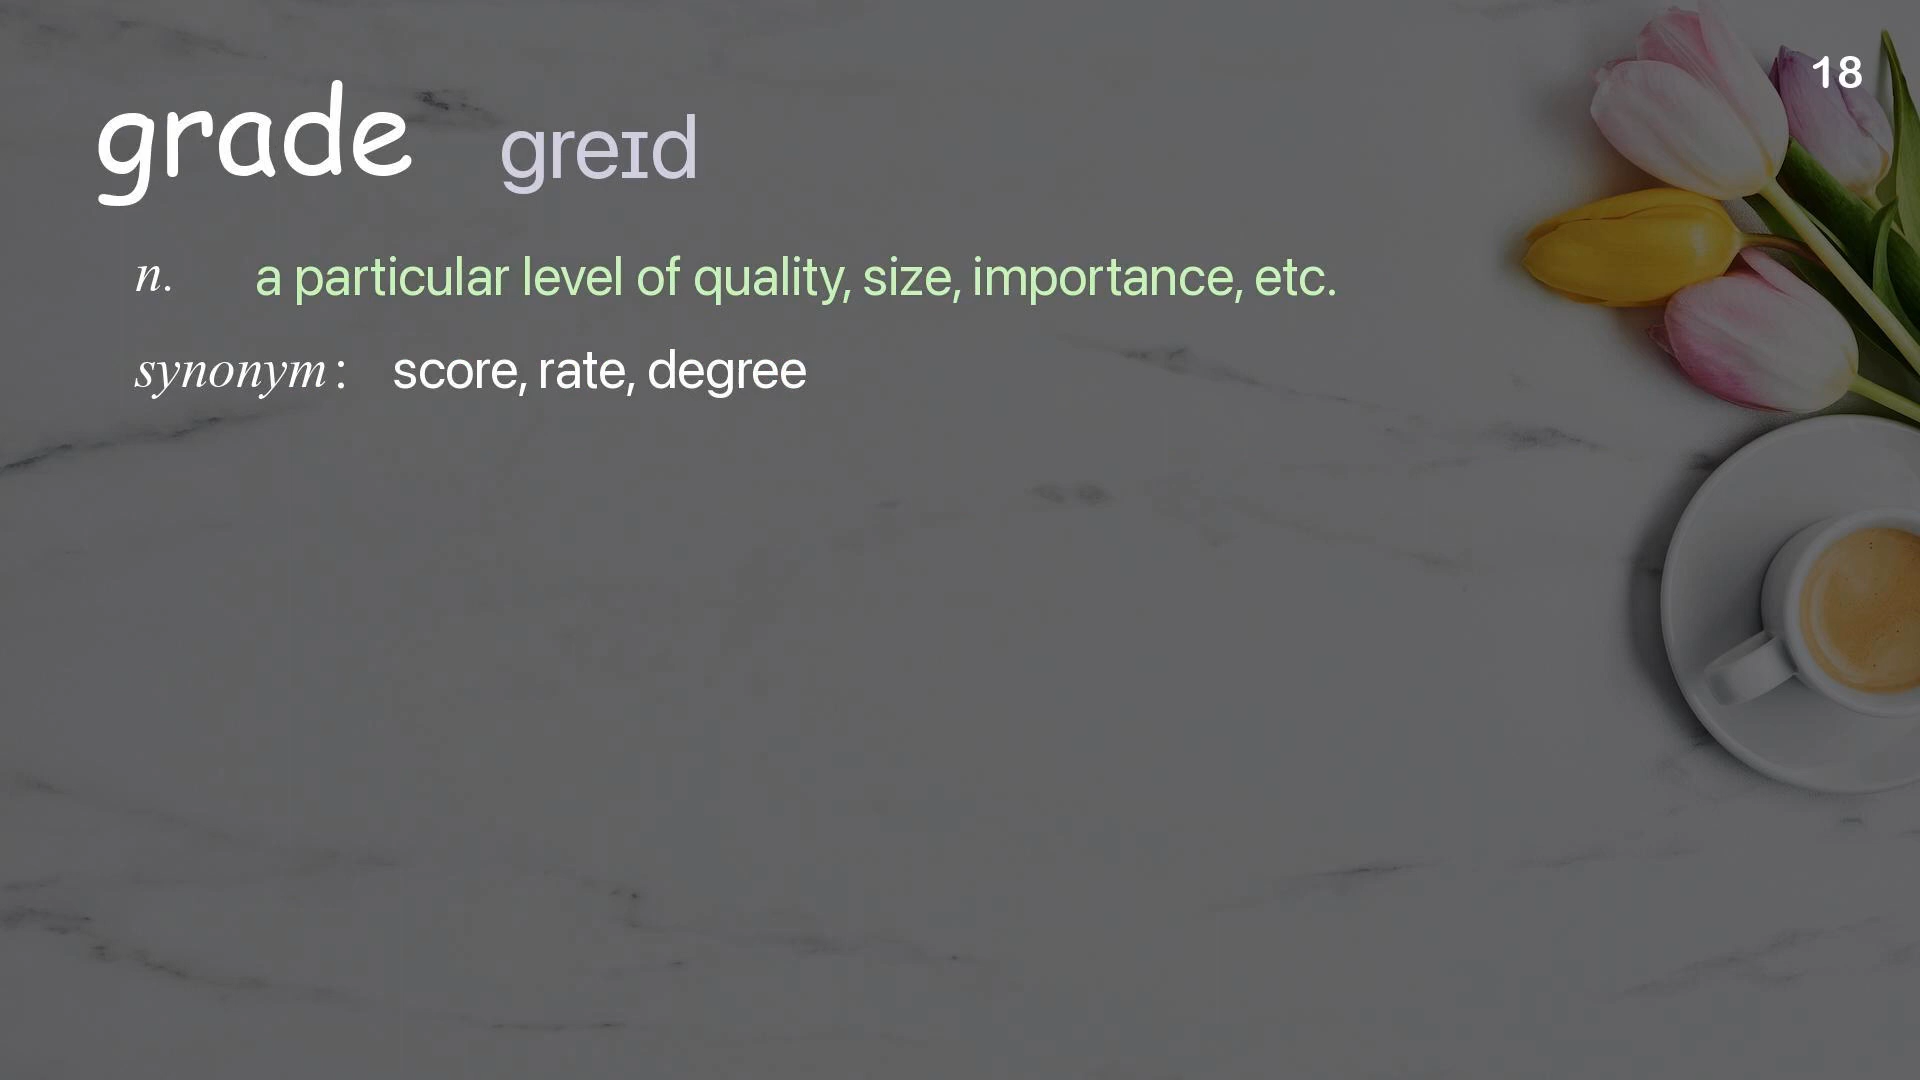 18
grade greɪd
n. a particular level of quality, size, importance, etc.
synonym: score, rate, degree